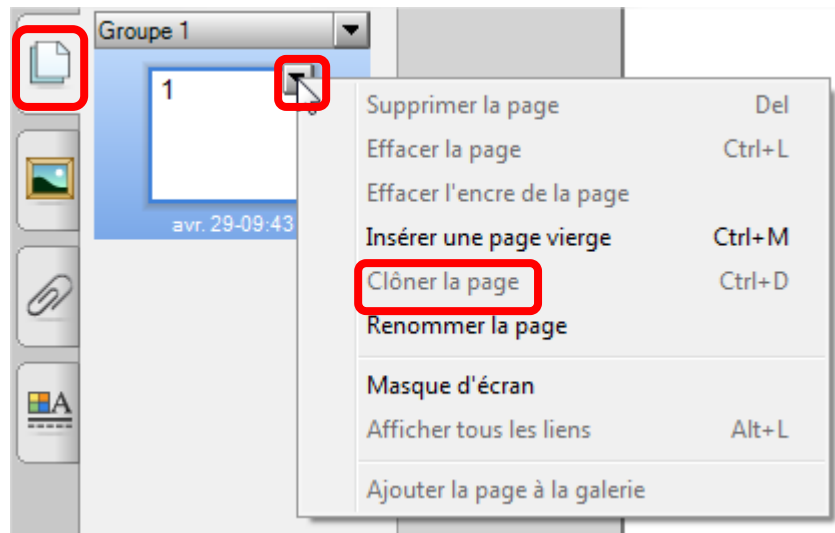 Groupe 1
1
avr. 29-09:43
Supprimer la page Del
Effacer la page Ctrl+L
Effacer l'encre de la page
Insérer une page vierge Ctrl+M
Clôner la page Ctrl+D
Renommer la page
Masque d'écran
Afficher tous les liens Alt+L
Ajouter la page à la galerie
A